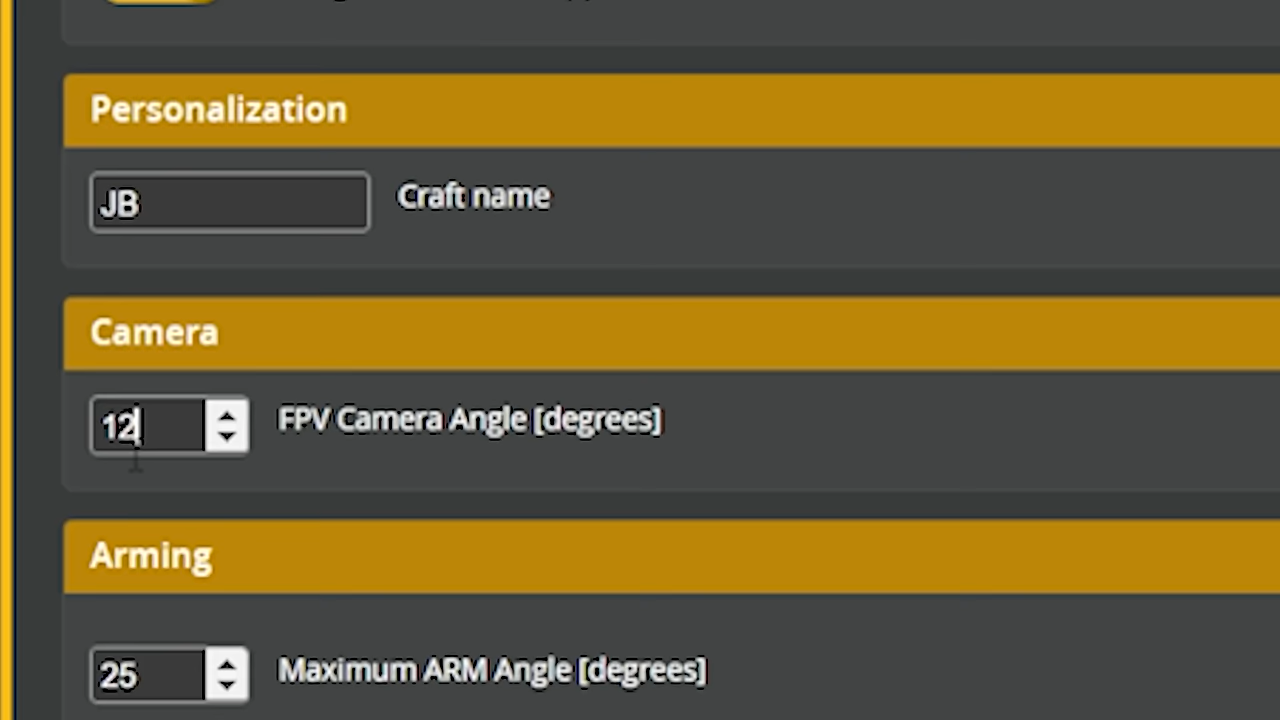 Personalization
JB Craft name
Camera
12 FPV Camera Angle [degrees]
Arming
25 Maximum ARM Angle [degrees]